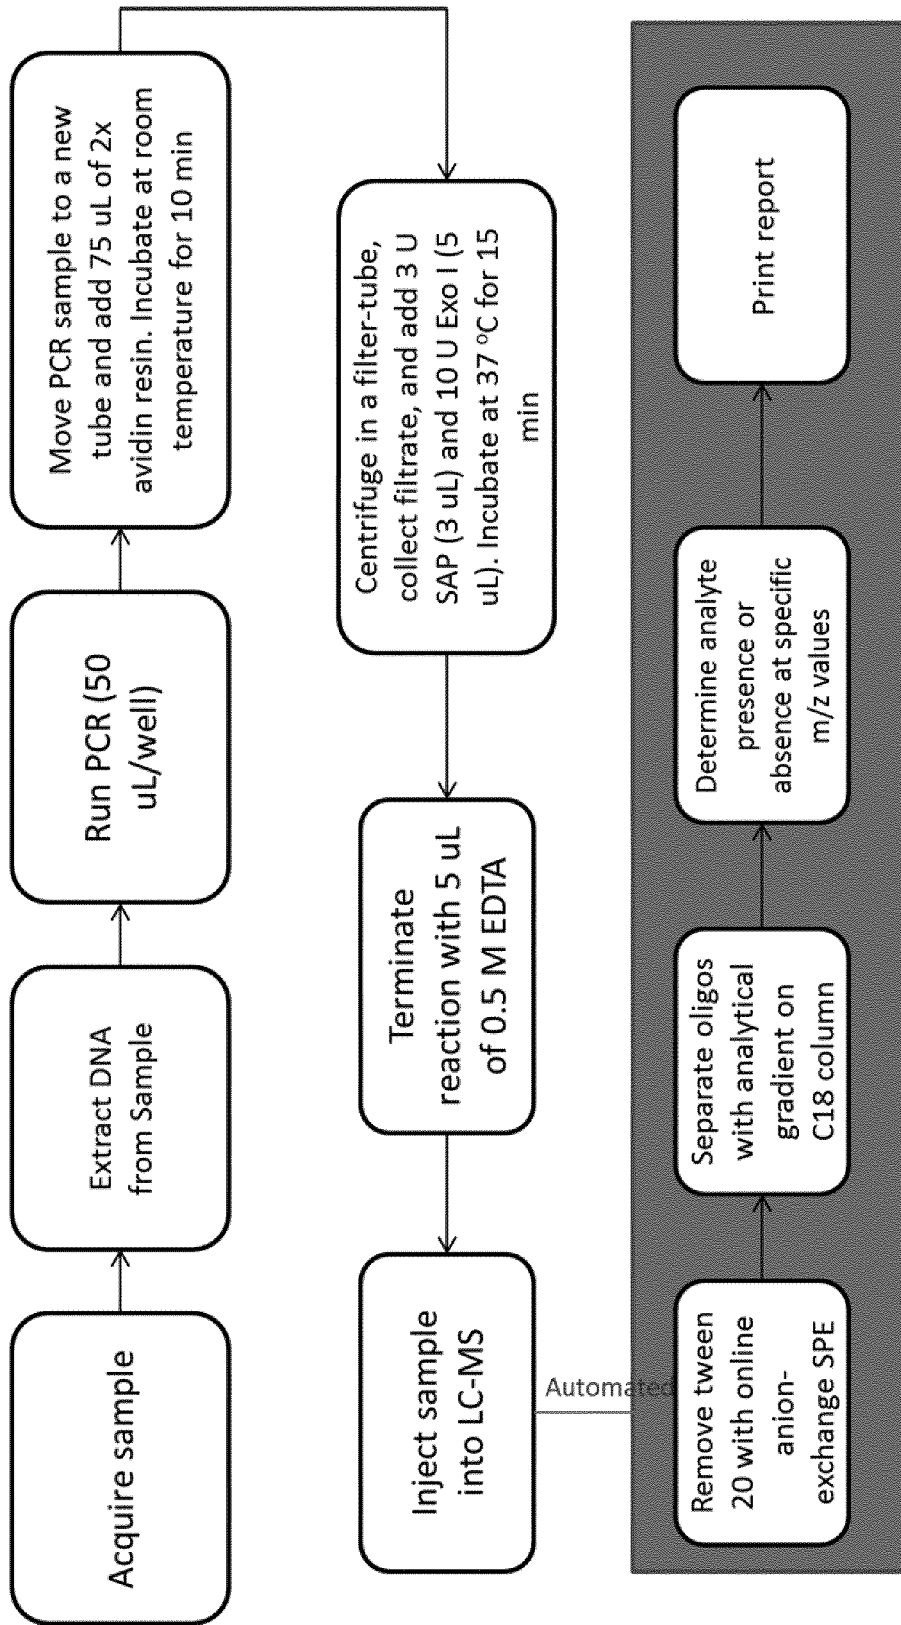 Acquire sample
Extract DNA
from Sample
Run PCR (50
uL/well)
Move PCR sample to a new
tube and add 75 uL of 2x
avidin resin. Incubate at room
temperature for 10 min
Centrifuge in a filter-tube,
collect filtrate, and add 3 U
SAP (3 uL) and 10 U Exo I (5
uL). Incubate at 37 °C for 15
min
Terminate
reaction with 5 uL
of 0.5 M EDTA
Inject sample
into LC-MS
Automated
Remove tween
20 with online
anion-
exchange SPE
Separate oligos
with analytical
gradient on
C18 column
Determine analyte
presence or
absence at specific
m/z values
Print report